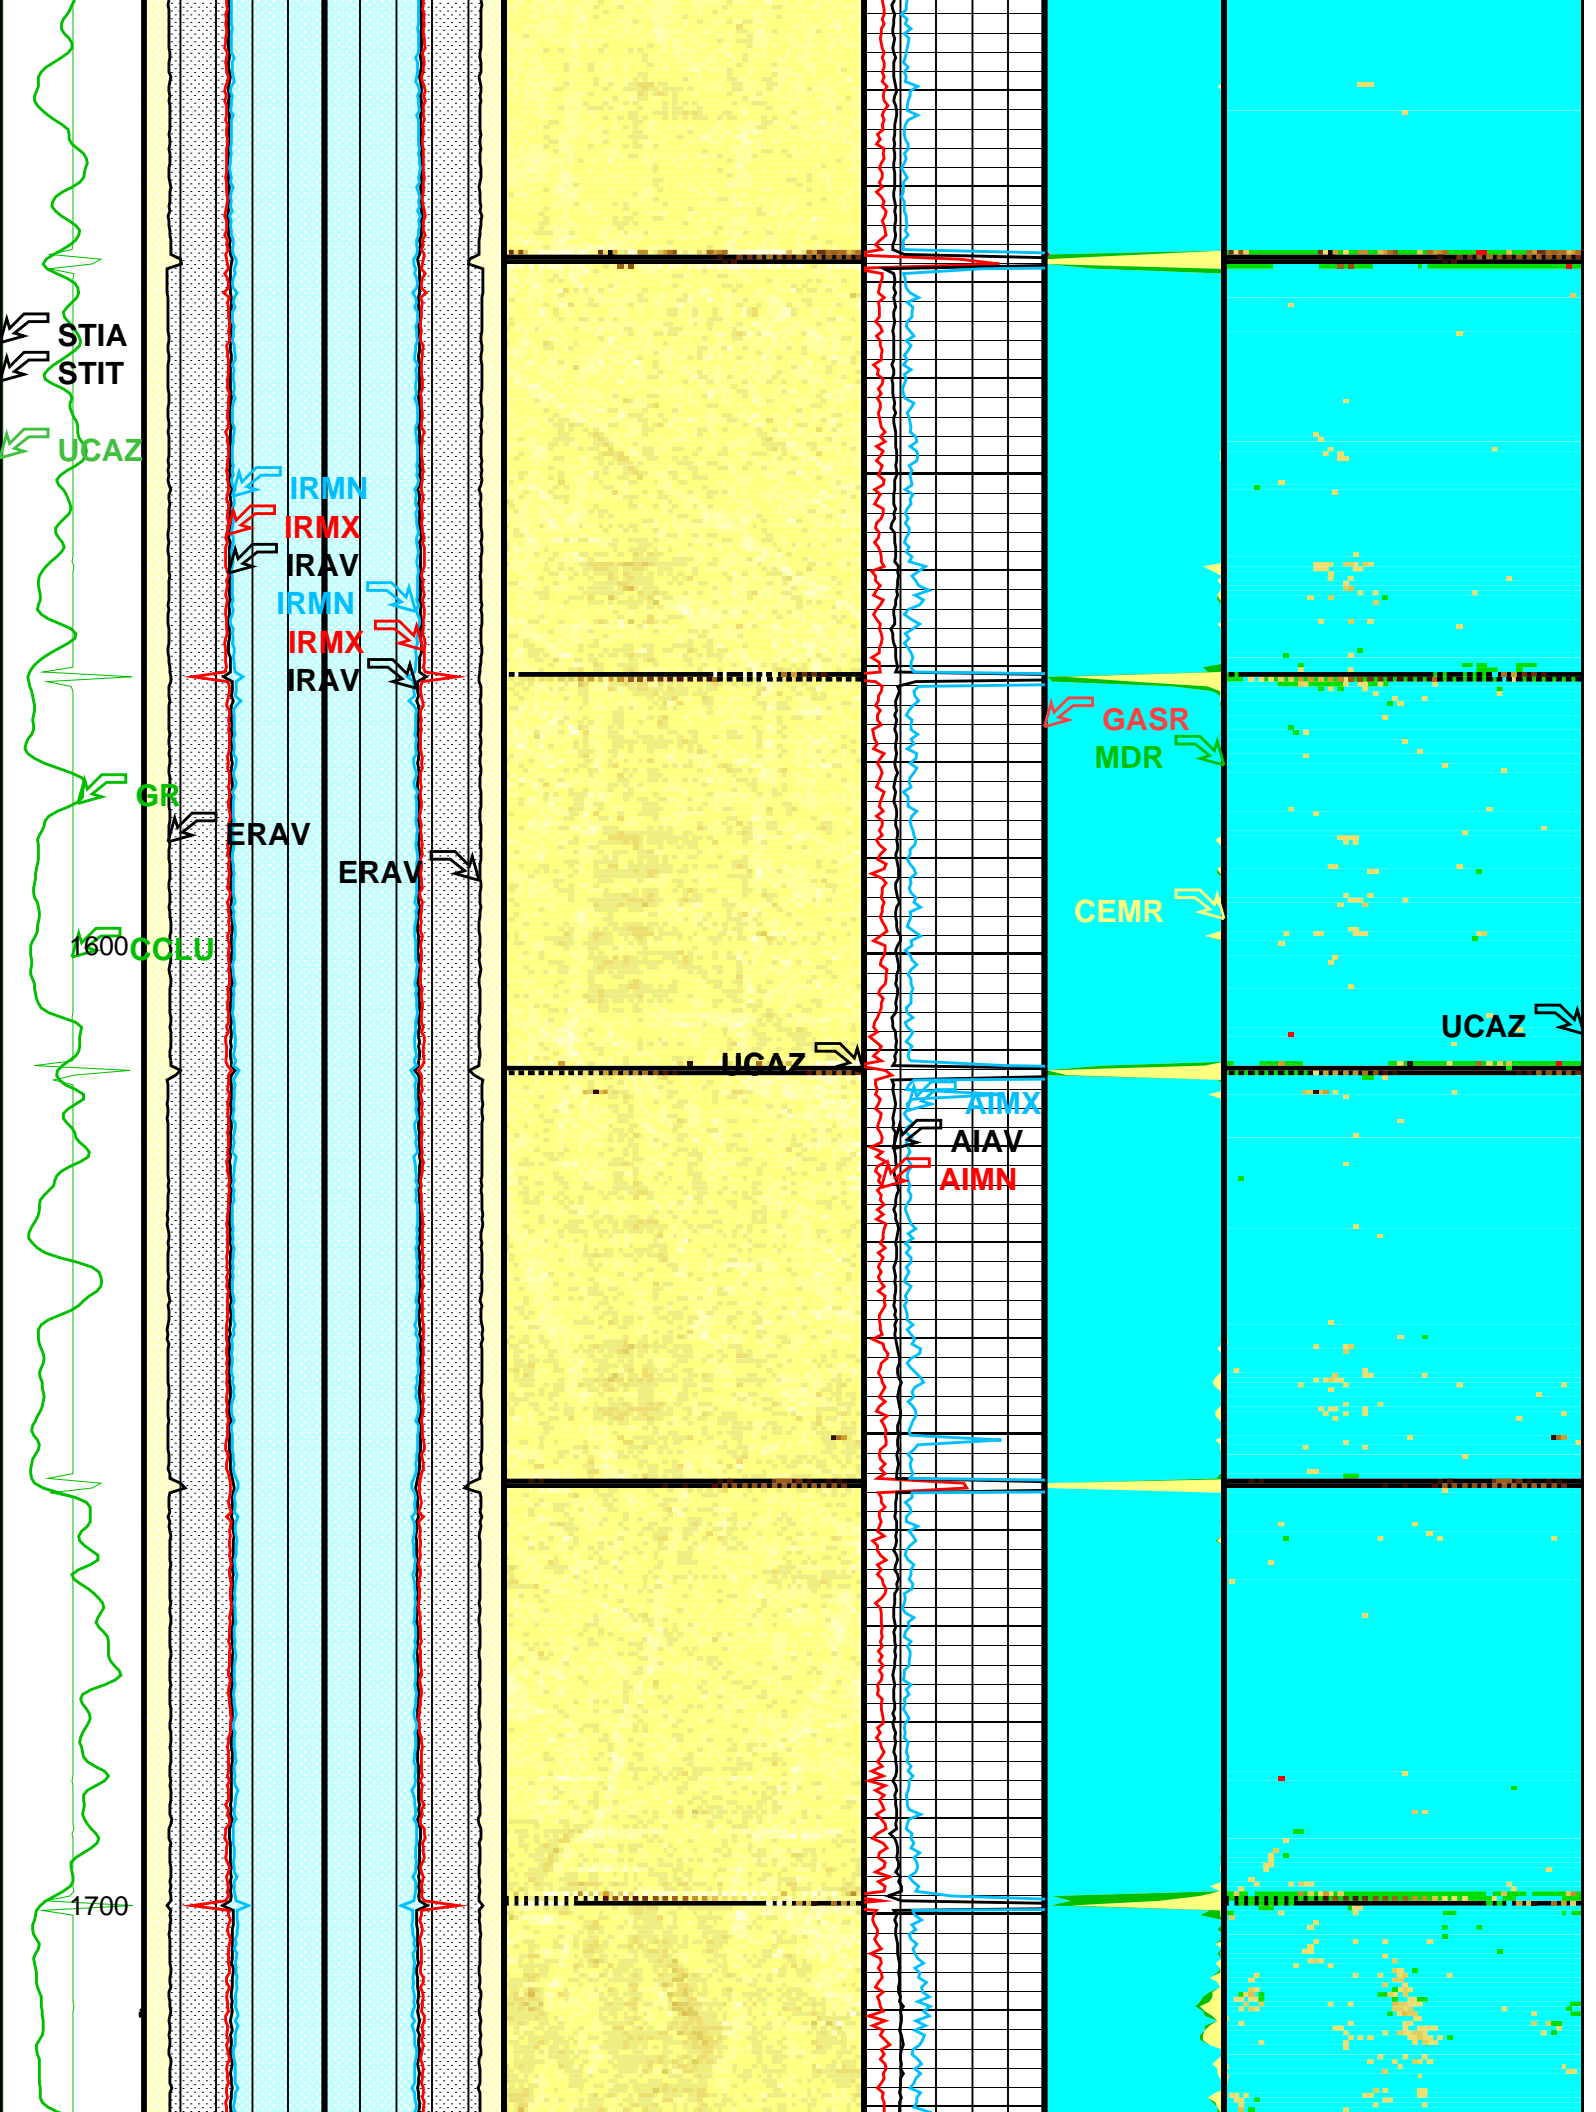 STIA
STIT
UCAZ
IRMN
IRMX
IRAV
IRMN
IRMX
IRAV
GASR
MDR
GR
ERAV
ERAV
CEMR
1600 CCLU
UCAZ
UCAZ
AIMX
AIAV
AIMN
1700